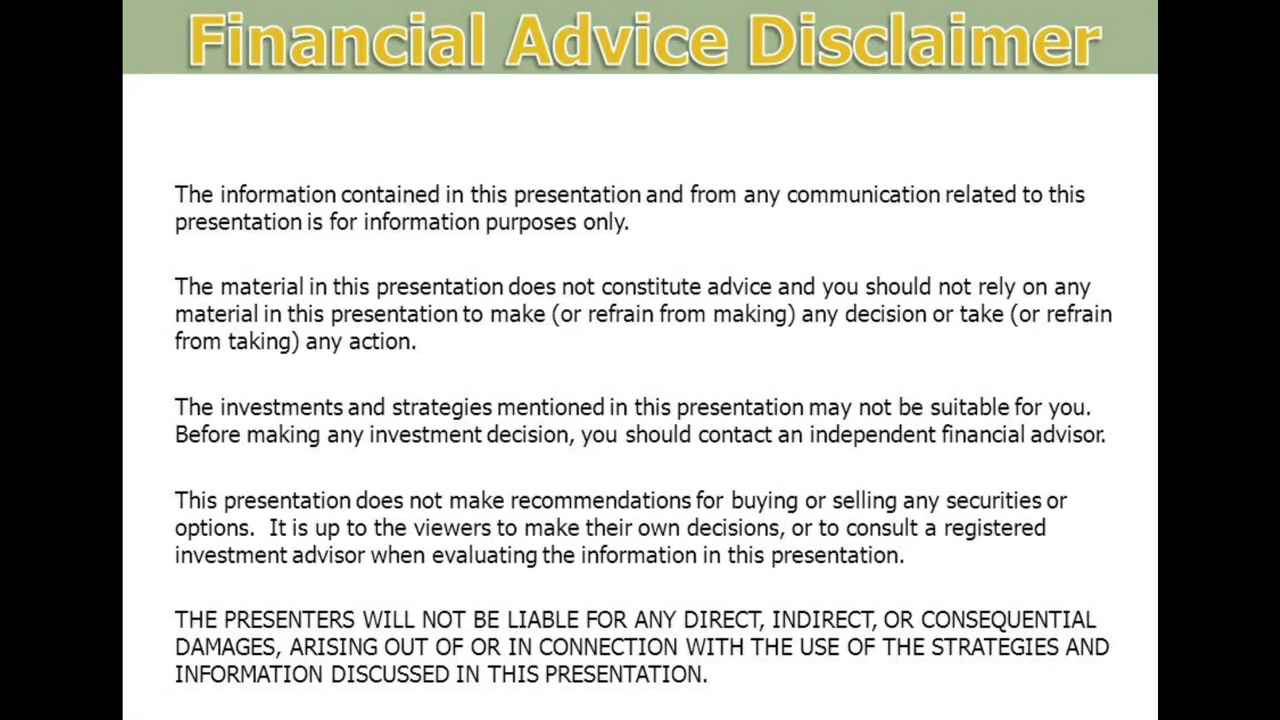 Financial Advice Disclaimer
The information contained in this presentation and from any communication related to this
presentation is for information purposes only.
The material in this presentation does not constitute advice and you should not rely on any
material in this presentation to make (or refrain from making) any decision or take (or refrain
from taking) any action.
The investments and strategies mentioned in this presentation may not be suitable for you.
Before making any investment decision, you should contact an independent financial advisor.
This presentation does not make recommendations for buying or selling any securities or
options.  It is up to the viewers to make their own decisions, or to consult a registered
investment advisor when evaluating the information in this presentation.
THE PRESENTERS WILL NOT BE LIABLE FOR ANY DIRECT, INDIRECT, OR CONSEQUENTIAL
DAMAGES, ARISING OUT OF OR IN CONNECTION WITH THE USE OF THE STRATEGIES AND
INFORMATION DISCUSSED IN THIS PRESENTATION.